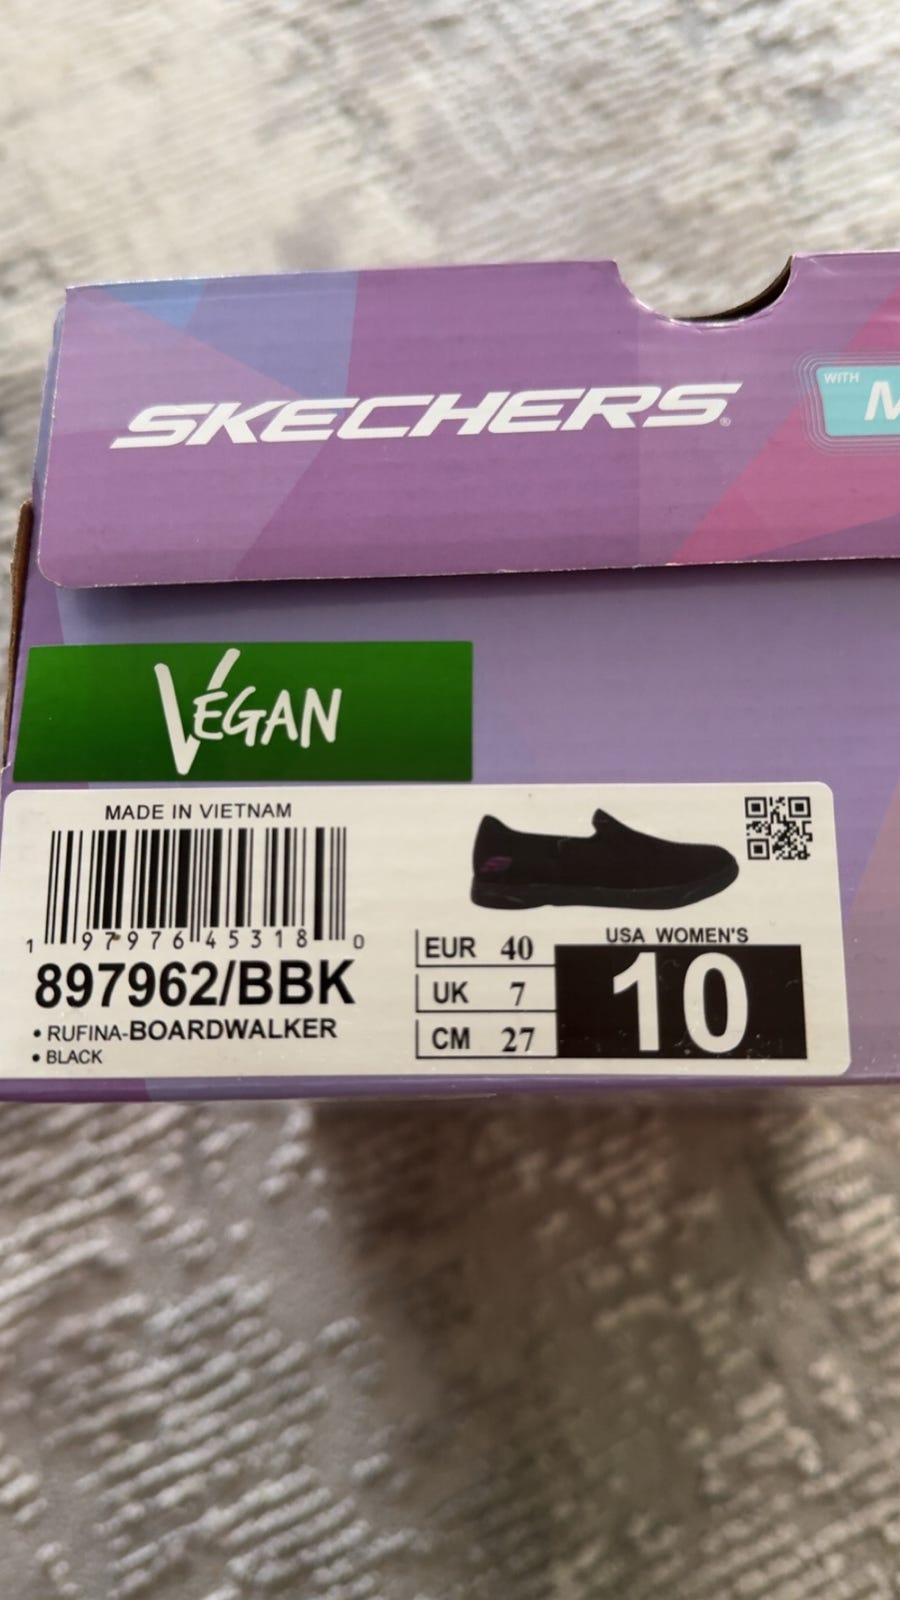 SKECHERS®
WITH
VEGAN
MADE IN VIETNAM
1 97976 45318 0
897962/BBK
• RUFINA-BOARDWALKER
• BLACK
EUR 40
UK 7
CM 27
USA WOMEN'S
10